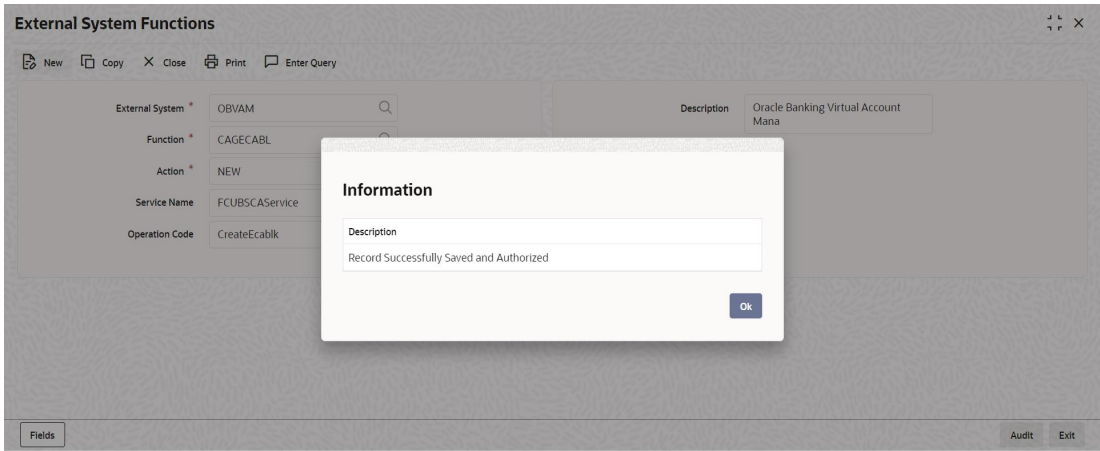 External System Functions
New Copy Close Print Enter Query
External System * OBVAM
Description Oracle Banking Virtual Account
Mana
Function * CAGECABL
Action * NEW
Service Name FCUBSCAService
Operation Code CreateEcablk
Information
Description
Record Successfully Saved and Authorized
Ok
Fields Audit Exit